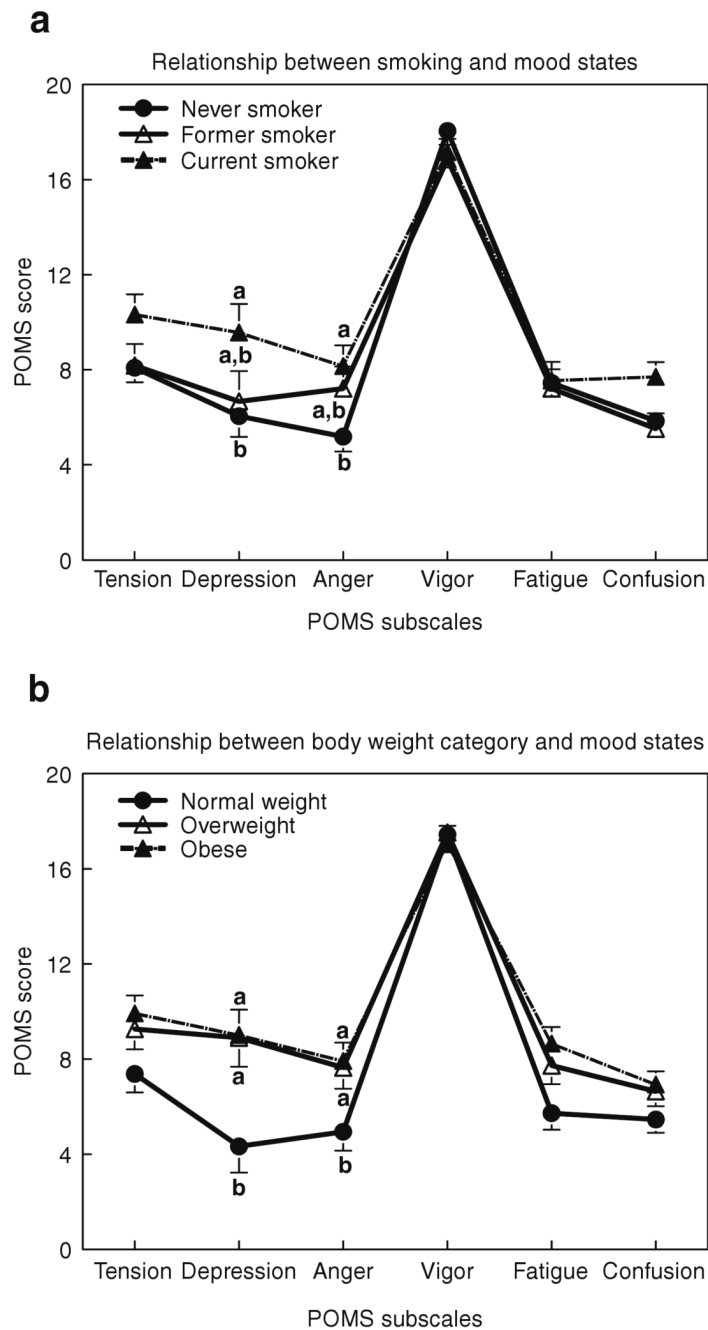 a
Relationship between smoking and mood states
20
Never smoker
Former smoker
Current smoker
16
12
a
a
a,b
8
a,b
b
b
4
0
POMS score
Tension Depression Anger Vigor Fatigue Confusion
POMS subscales
b
Relationship between body weight category and mood states
20
Normal weight
Overweight
Obese
16
12
a
a
8
a
a
b
b
4
0
POMS score
Tension Depression Anger Vigor Fatigue Confusion
POMS subscales